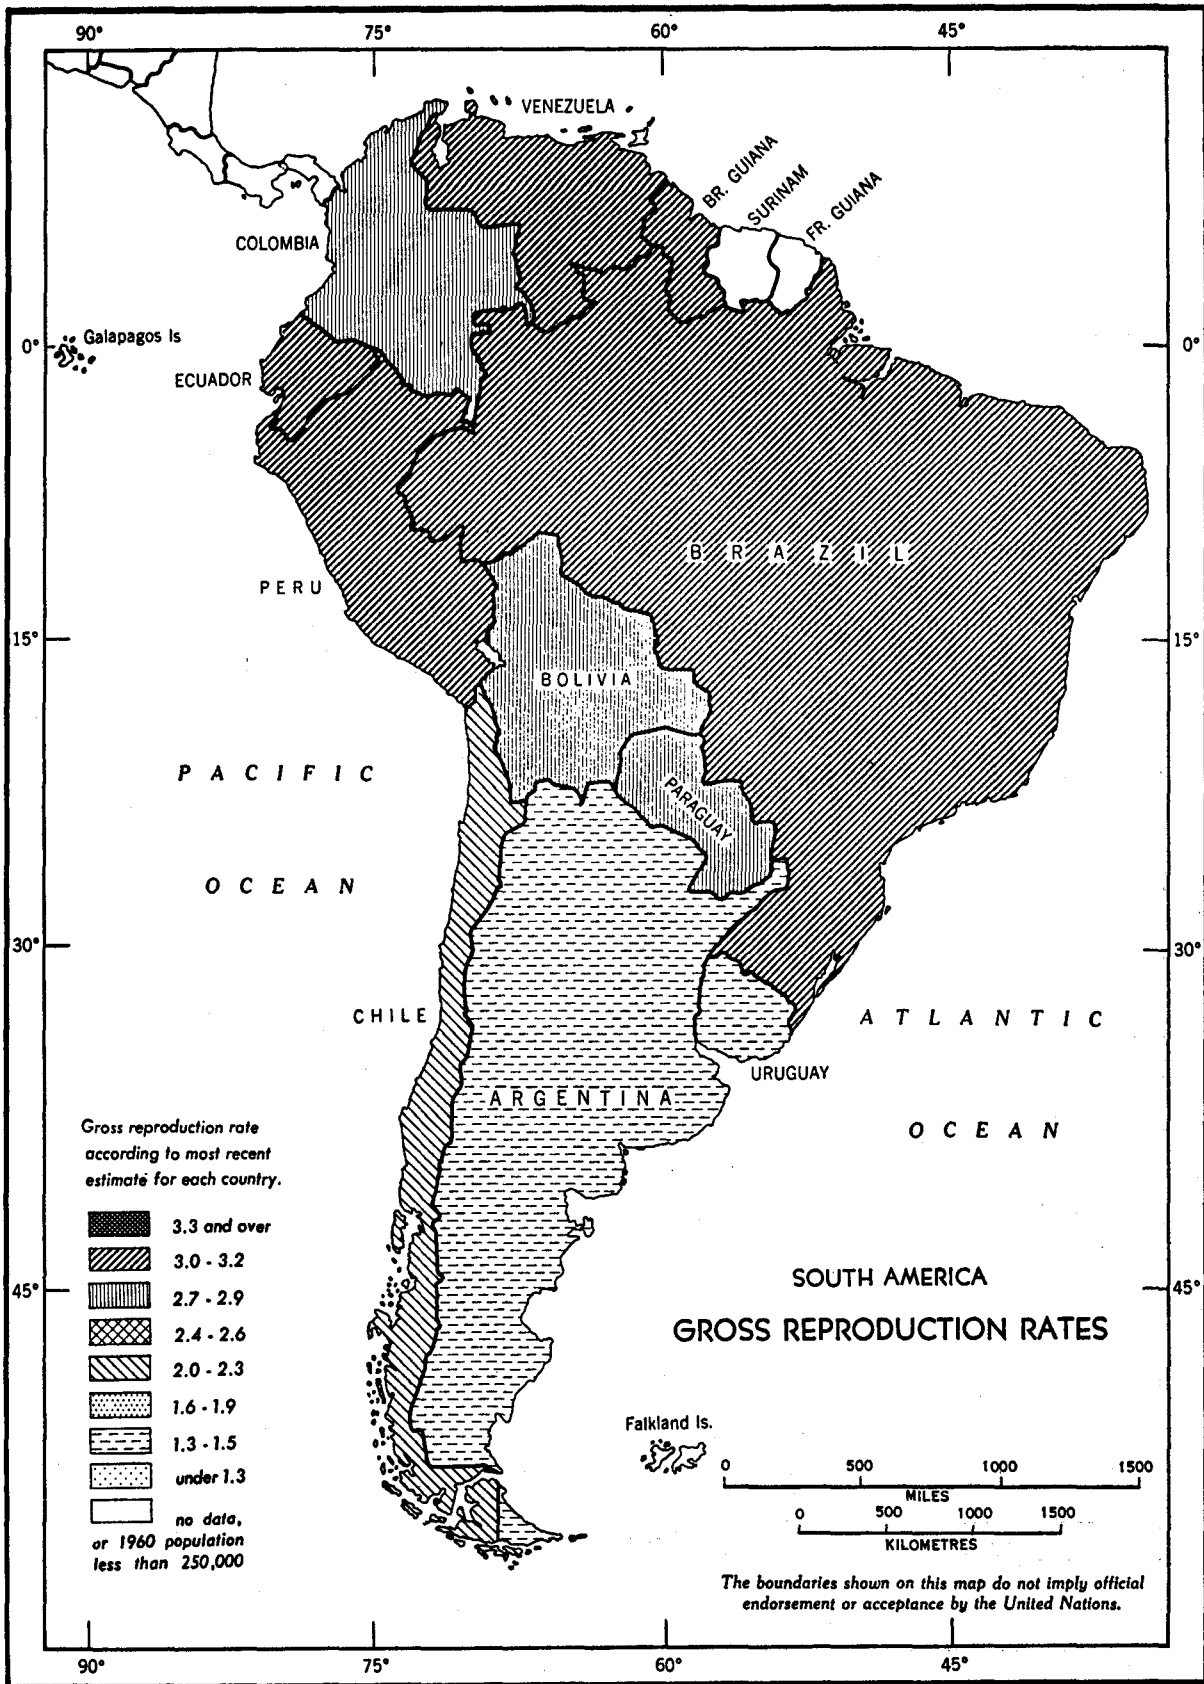 90° 75° 60° 45°
VENEZUELA
BR. GUIANA
SURINAM
FR. GUIANA
COLOMBIA
Galapagos Is
0° 0°
ECUADOR
BRAZIL
PERU
15° 15°
BOLIVIA
PACIFIC
PARAGUAY
OCEAN
30° 30°
CHILE
ATLANTIC
URUGUAY
ARGENTINA
OCEAN
Gross reproduction rate
according to most recent
estimate for each country.
3.3 and over
3.0 - 3.2
2.7 - 2.9
2.4 - 2.6
2.0 - 2.3
1.6 - 1.9
1.3 - 1.5
under 1.3
no data,
or 1960 population
less than 250,000
45° 45°
SOUTH AMERICA
GROSS REPRODUCTION RATES
Falkland Is.
0 500 1000 1500
MILES
0 500 1000 1500
KILOMETRES
The boundaries shown on this map do not imply official
endorsement or acceptance by the United Nations.
90° 75° 60° 45°